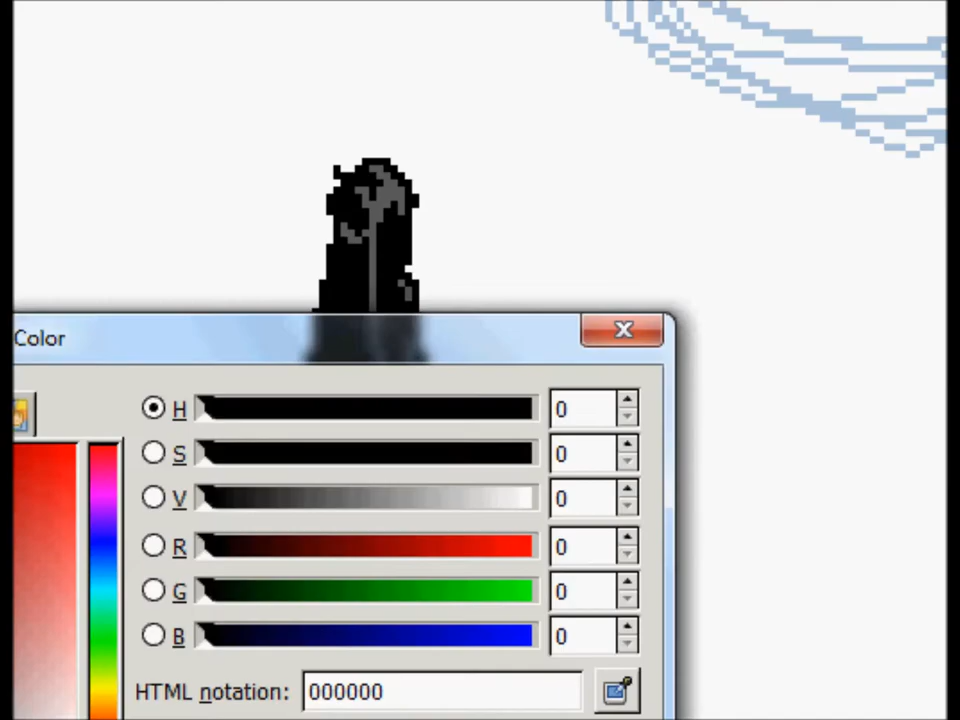 Color
H 0
S 0
V 0
R 0
G 0
B 0
HTML notation: 000000